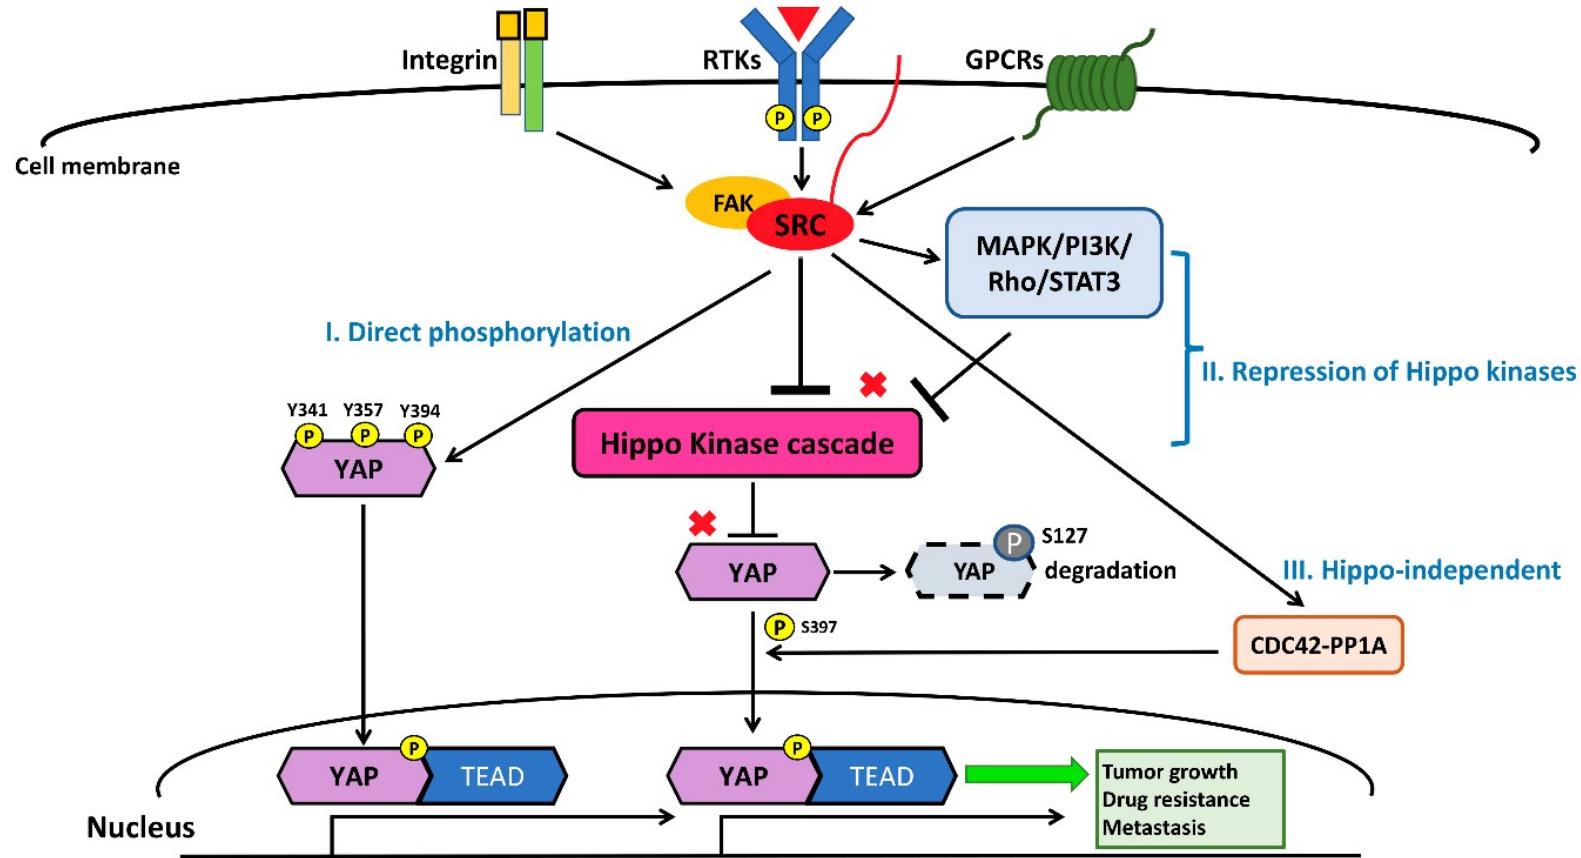 Integrin
RTKs
GPCRs
P
P
Cell membrane
FAK
SRC
MAPK/PI3K/
Rho/STAT3
I. Direct phosphorylation
II. Repression of Hippo kinases
Y341 Y357 Y394
P
P
P
YAP
Hippo Kinase cascade
YAP
P
S127
YAP
degradation
III. Hippo-independent
P
S397
CDC42-PP1A
P
YAP
TEAD
P
YAP
TEAD
Tumor growth
Drug resistance
Metastasis
Nucleus